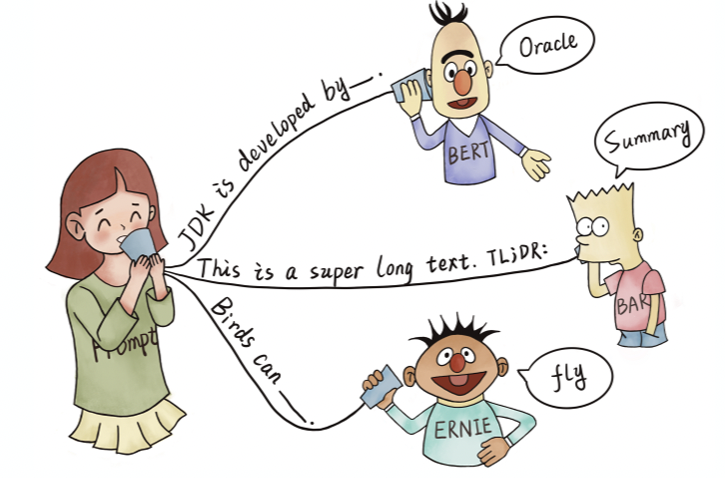 JDK is developed by —.
Oracle
BERT
Summary
This is a super long text. TL;DR:
BAR
Prompt
Birds can —.
fly
ERNIE